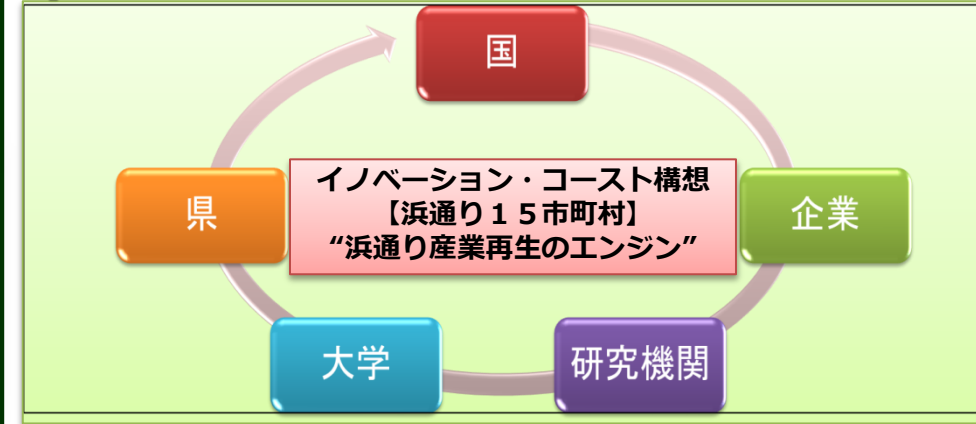 国
イノベーション・コースト構想
【浜通り１５市町村】
“浜通り産業再生のエンジン”
県
企業
大学
研究機関